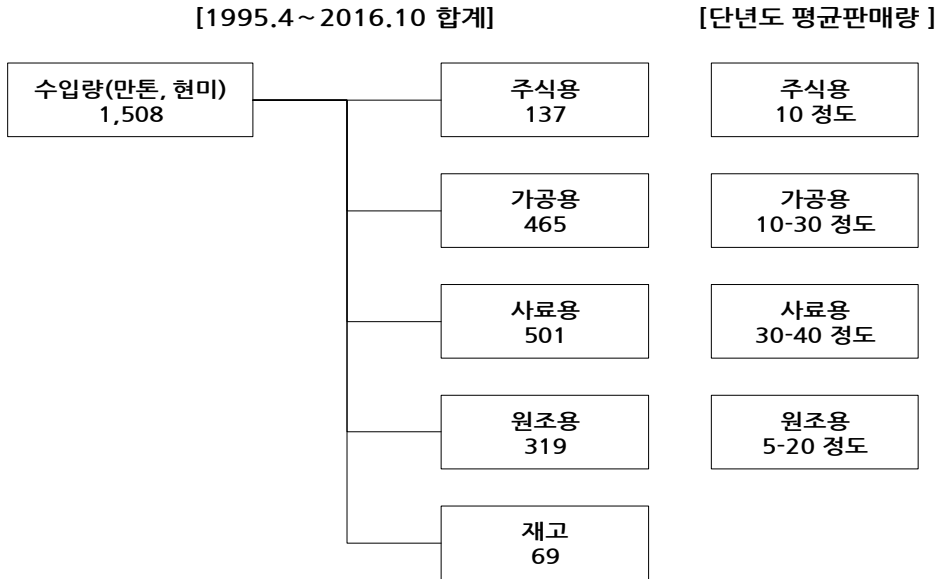 [1995.4~2016.10 합계]
[단년도 평균판매량 ]
수입량(만톤, 현미)
1,508
주식용
137
주식용
10 정도
가공용
465
가공용
10-30 정도
사료용
501
사료용
30-40 정도
원조용
319
원조용
5-20 정도
재고
69